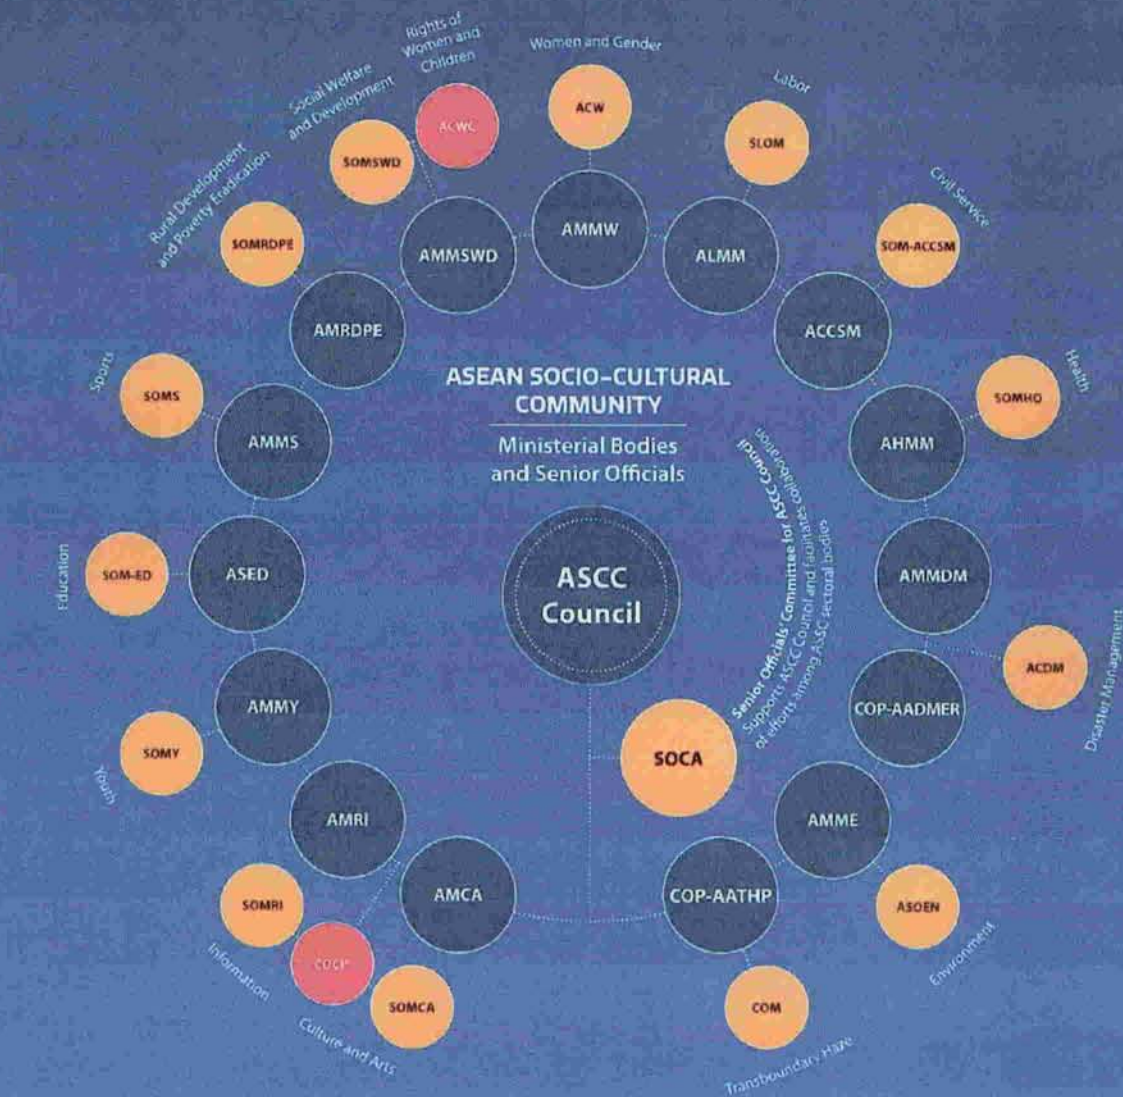 Rights of
Women and
Children
Women and Gender
Social Welfare
and Development
Labor
ACWC
ACW
SLOM
SOMSWD
Rural Development
and Poverty Eradication
Civil Service
SOMRDPE
AMMSWD
AMMW
ALMM
SOM-ACCSM
AMRDPE
ACCSM
Sports
SOMS
ASEAN SOCIO-CULTURAL
COMMUNITY
Ministerial Bodies
and Senior Officials
Health
SOMHO
AMMS
AHMM
Senior Officials' Committee for ASCC Council
Supports ASCC Council and facilitates collaboration
of efforts among ASSC sectoral bodies
Education
SOM-ED
ASED
ASCC
Council
AMMDM
ACDM
Disaster Management
AMMY
COP-AADMER
SOMY
Youth
SOCA
AMRI
AMME
AMCA
COP-AATHP
SOMRI
ASOEN
Information
COCI*
Environment
SOMCA
COM
Culture and Arts
Transboundary Haze